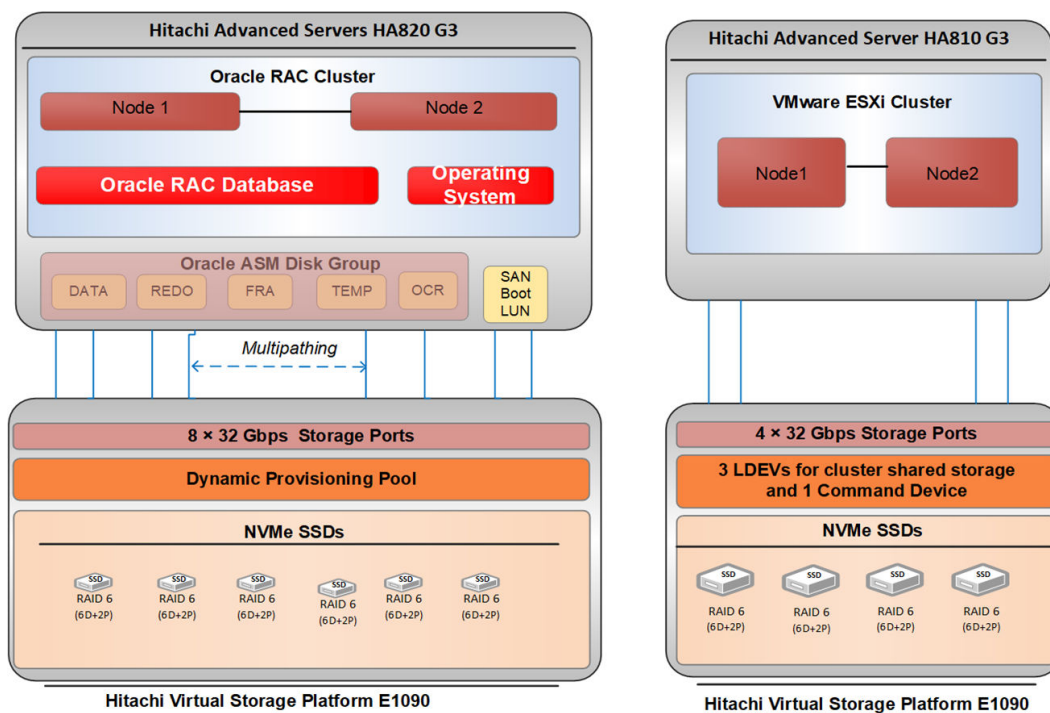 Hitachi Advanced Servers HA820 G3
Oracle RAC Cluster
Node 1
Node 2
Oracle RAC Database
Operating
System
Oracle ASM Disk Group
DATA
REDO
FRA
TEMP
OCR
SAN
Boot
LUN
Multipathing
8 × 32 Gbps Storage Ports
Dynamic Provisioning Pool
NVMe SSDs
SSD
RAID 6
(6D+2P)
SSD
RAID 6
(6D+2P)
SSD
RAID 6
(6D+2P)
SSD
RAID 6
(6D+2P)
SSD
RAID 6
(6D+2P)
SSD
RAID 6
(6D+2P)
Hitachi Virtual Storage Platform E1090
Hitachi Advanced Server HA810 G3
VMware ESXi Cluster
Node1
Node2
4 × 32 Gbps Storage Ports
3 LDEVs for cluster shared storage
and 1 Command Device
NVMe SSDs
SSD
RAID 6
(6D+2P)
SSD
RAID 6
(6D+2P)
SSD
RAID 6
(6D+2P)
SSD
RAID 6
(6D+2P)
Hitachi Virtual Storage Platform E1090